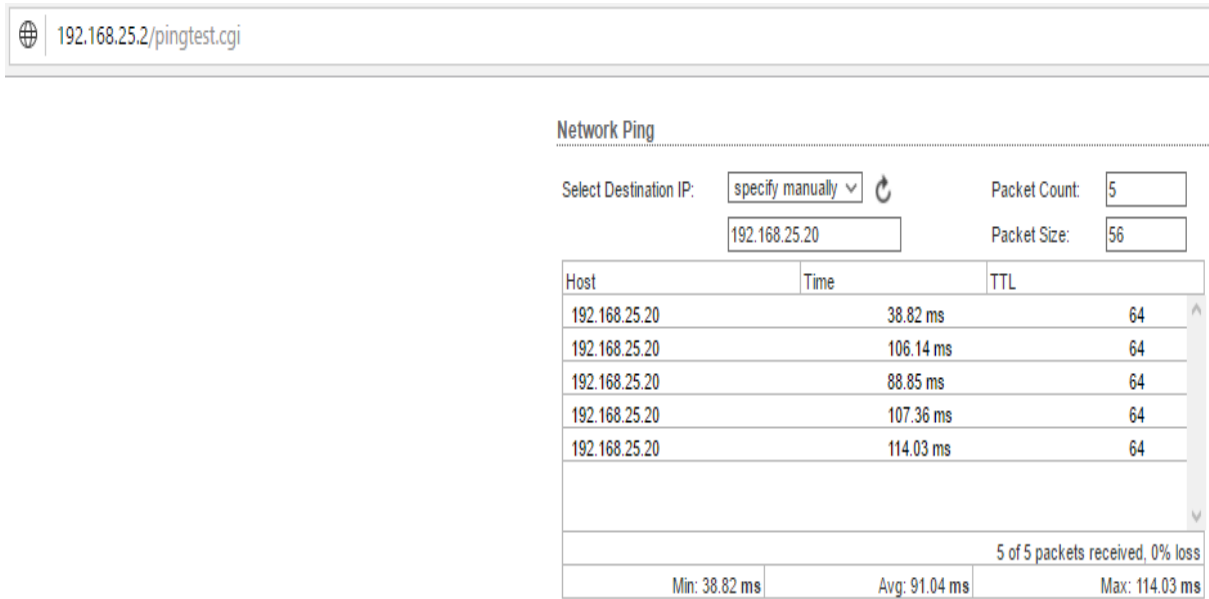 192.168.25.2/pingtest.cgi
Network Ping
Select Destination IP: specify manually Packet Count: 5
192.168.25.20 Packet Size: 56
Host Time TTL
192.168.25.20 38.82 ms 64
192.168.25.20 106.14 ms 64
192.168.25.20 88.85 ms 64
192.168.25.20 107.36 ms 64
192.168.25.20 114.03 ms 64
5 of 5 packets received, 0% loss
Min: 38.82 ms Avg: 91.04 ms Max: 114.03 ms